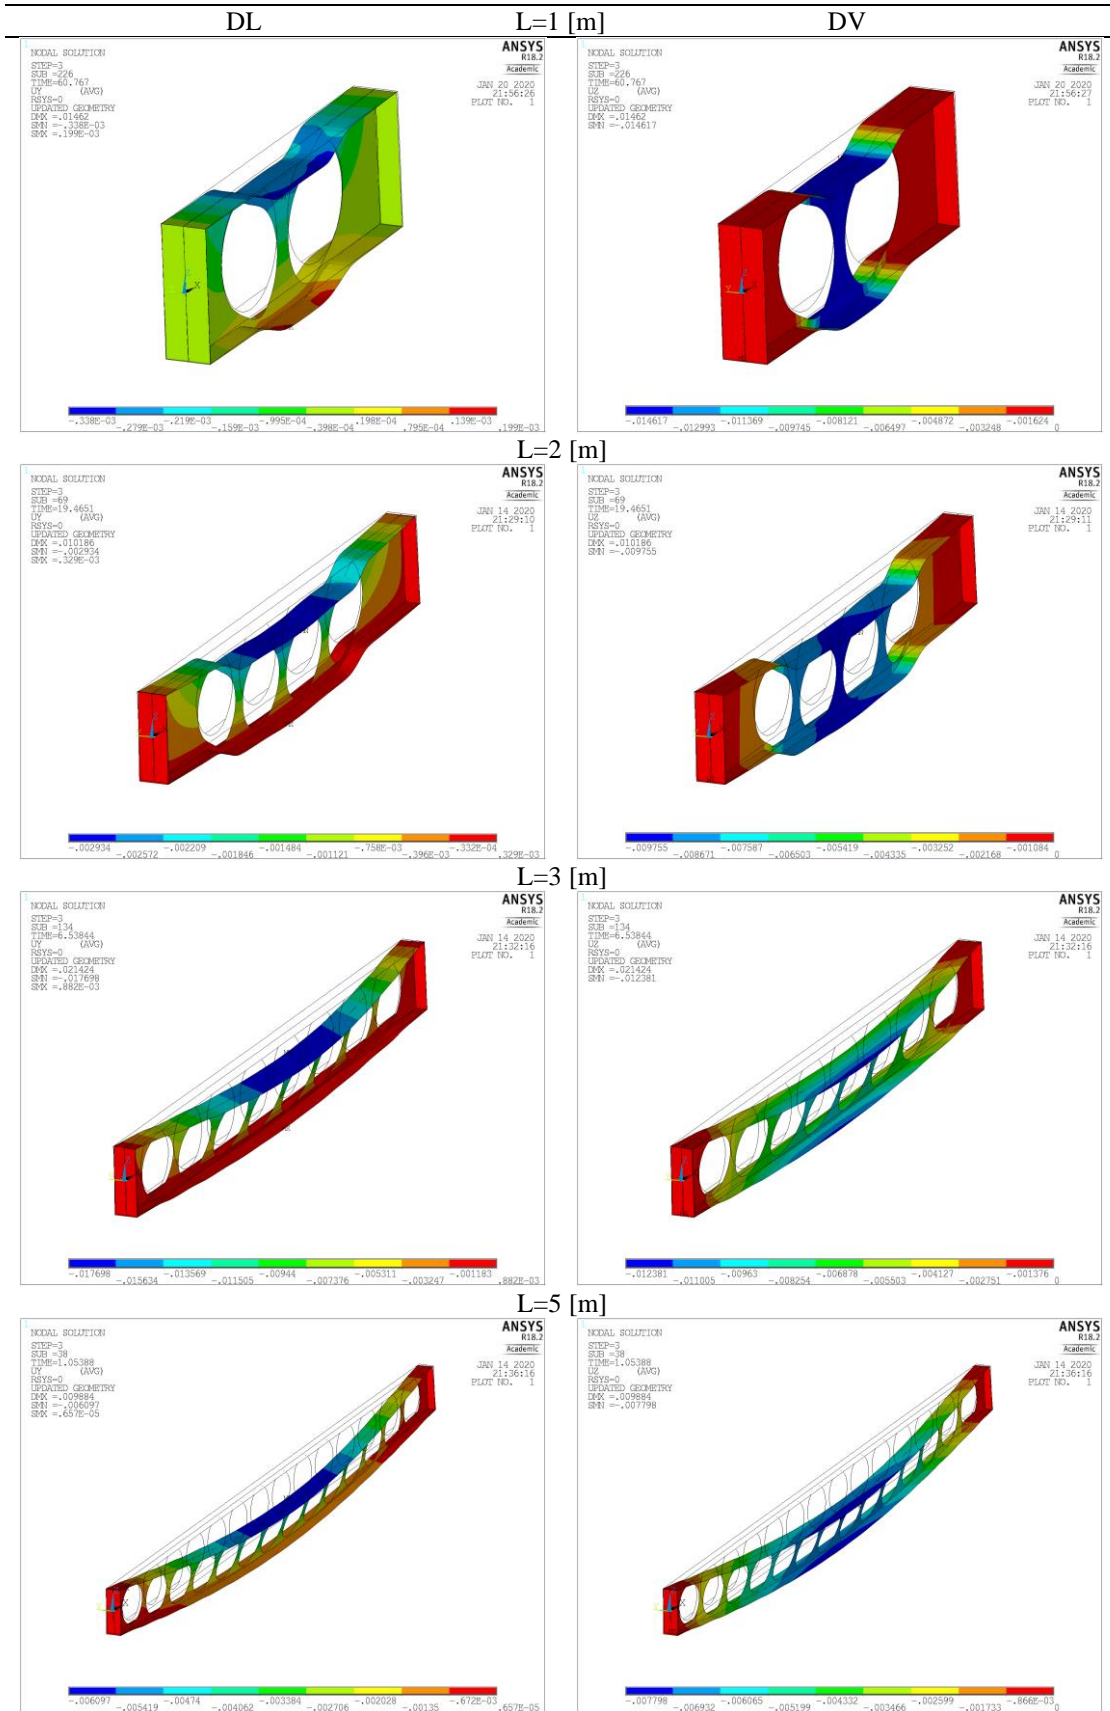 DL L=1 [m] DV
1
NODAL SOLUTION
STEP=3
SUB =226
TIME=60.767
UY (AVG)
RSYS=0
UPDATED GEOMETRY
DMX =.01462
SMN =-.338E-03
SMX =.199E-03
ANSYS
R18.2
Academic
JAN 20 2020
21:56:26
PLOT NO. 1
Z
X
-.338E-03 -.219E-03 -.995E-04 .198E-04 .139E-03
-.279E-03 -.159E-03 -.398E-04 .795E-04 .199E-03
1
NODAL SOLUTION
STEP=3
SUB =226
TIME=60.767
UZ (AVG)
RSYS=0
UPDATED GEOMETRY
DMX =.01462
SMN =-.014617
ANSYS
R18.2
Academic
JAN 20 2020
21:56:27
PLOT NO. 1
Z
Y X
-.014617 -.011369 -.008121 -.004872 -.001624
-.012993 -.009745 -.006497 -.003248 0
L=2 [m]
1
NODAL SOLUTION
STEP=3
SUB =69
TIME=19.4651
UY (AVG)
RSYS=0
UPDATED GEOMETRY
DMX =.010186
SMN =-.002934
SMX =.329E-03
ANSYS
R18.2
Academic
JAN 14 2020
21:29:10
PLOT NO. 1
-.002934 -.002209 -.001484 -.758E-03 -.332E-04
-.002572 -.001846 -.001121 -.396E-03 .329E-03
1
NODAL SOLUTION
STEP=3
SUB =69
TIME=19.4651
UZ (AVG)
RSYS=0
UPDATED GEOMETRY
DMX =.010186
SMN =-.009755
ANSYS
R18.2
Academic
JAN 14 2020
21:29:11
PLOT NO. 1
-.009755 -.007587 -.005419 -.003252 -.001084
-.008671 -.006503 -.004335 -.002168 0
L=3 [m]
1
NODAL SOLUTION
STEP=3
SUB =134
TIME=6.53844
UY (AVG)
RSYS=0
UPDATED GEOMETRY
DMX =.021424
SMN =-.017698
SMX =.882E-03
ANSYS
R18.2
Academic
JAN 14 2020
21:32:16
PLOT NO. 1
-.017698 -.013569 -.00944 -.005311 -.001183
-.015634 -.011505 -.007376 -.003247 .882E-03
1
NODAL SOLUTION
STEP=3
SUB =134
TIME=6.53844
UZ (AVG)
RSYS=0
UPDATED GEOMETRY
DMX =.021424
SMN =-.012381
ANSYS
R18.2
Academic
JAN 14 2020
21:32:16
PLOT NO. 1
-.012381 -.00963 -.006878 -.004127 -.001376
-.011005 -.008254 -.005503 -.002751 0
L=5 [m]
1
NODAL SOLUTION
STEP=3
SUB =38
TIME=1.05388
UY (AVG)
RSYS=0
UPDATED GEOMETRY
DMX =.009884
SMN =-.006097
SMX =.657E-05
ANSYS
R18.2
Academic
JAN 14 2020
21:36:16
PLOT NO. 1
X
-.006097 -.00474 -.003384 -.002028 -.672E-03
-.005419 -.004062 -.002706 -.00135 .657E-05
1
NODAL SOLUTION
STEP=3
SUB =38
TIME=1.05388
UZ (AVG)
RSYS=0
UPDATED GEOMETRY
DMX =.009884
SMN =-.007798
ANSYS
R18.2
Academic
JAN 14 2020
21:36:16
PLOT NO. 1
X
-.007798 -.006065 -.004332 -.002599 -.866E-03
-.006932 -.005199 -.003466 -.001733 0